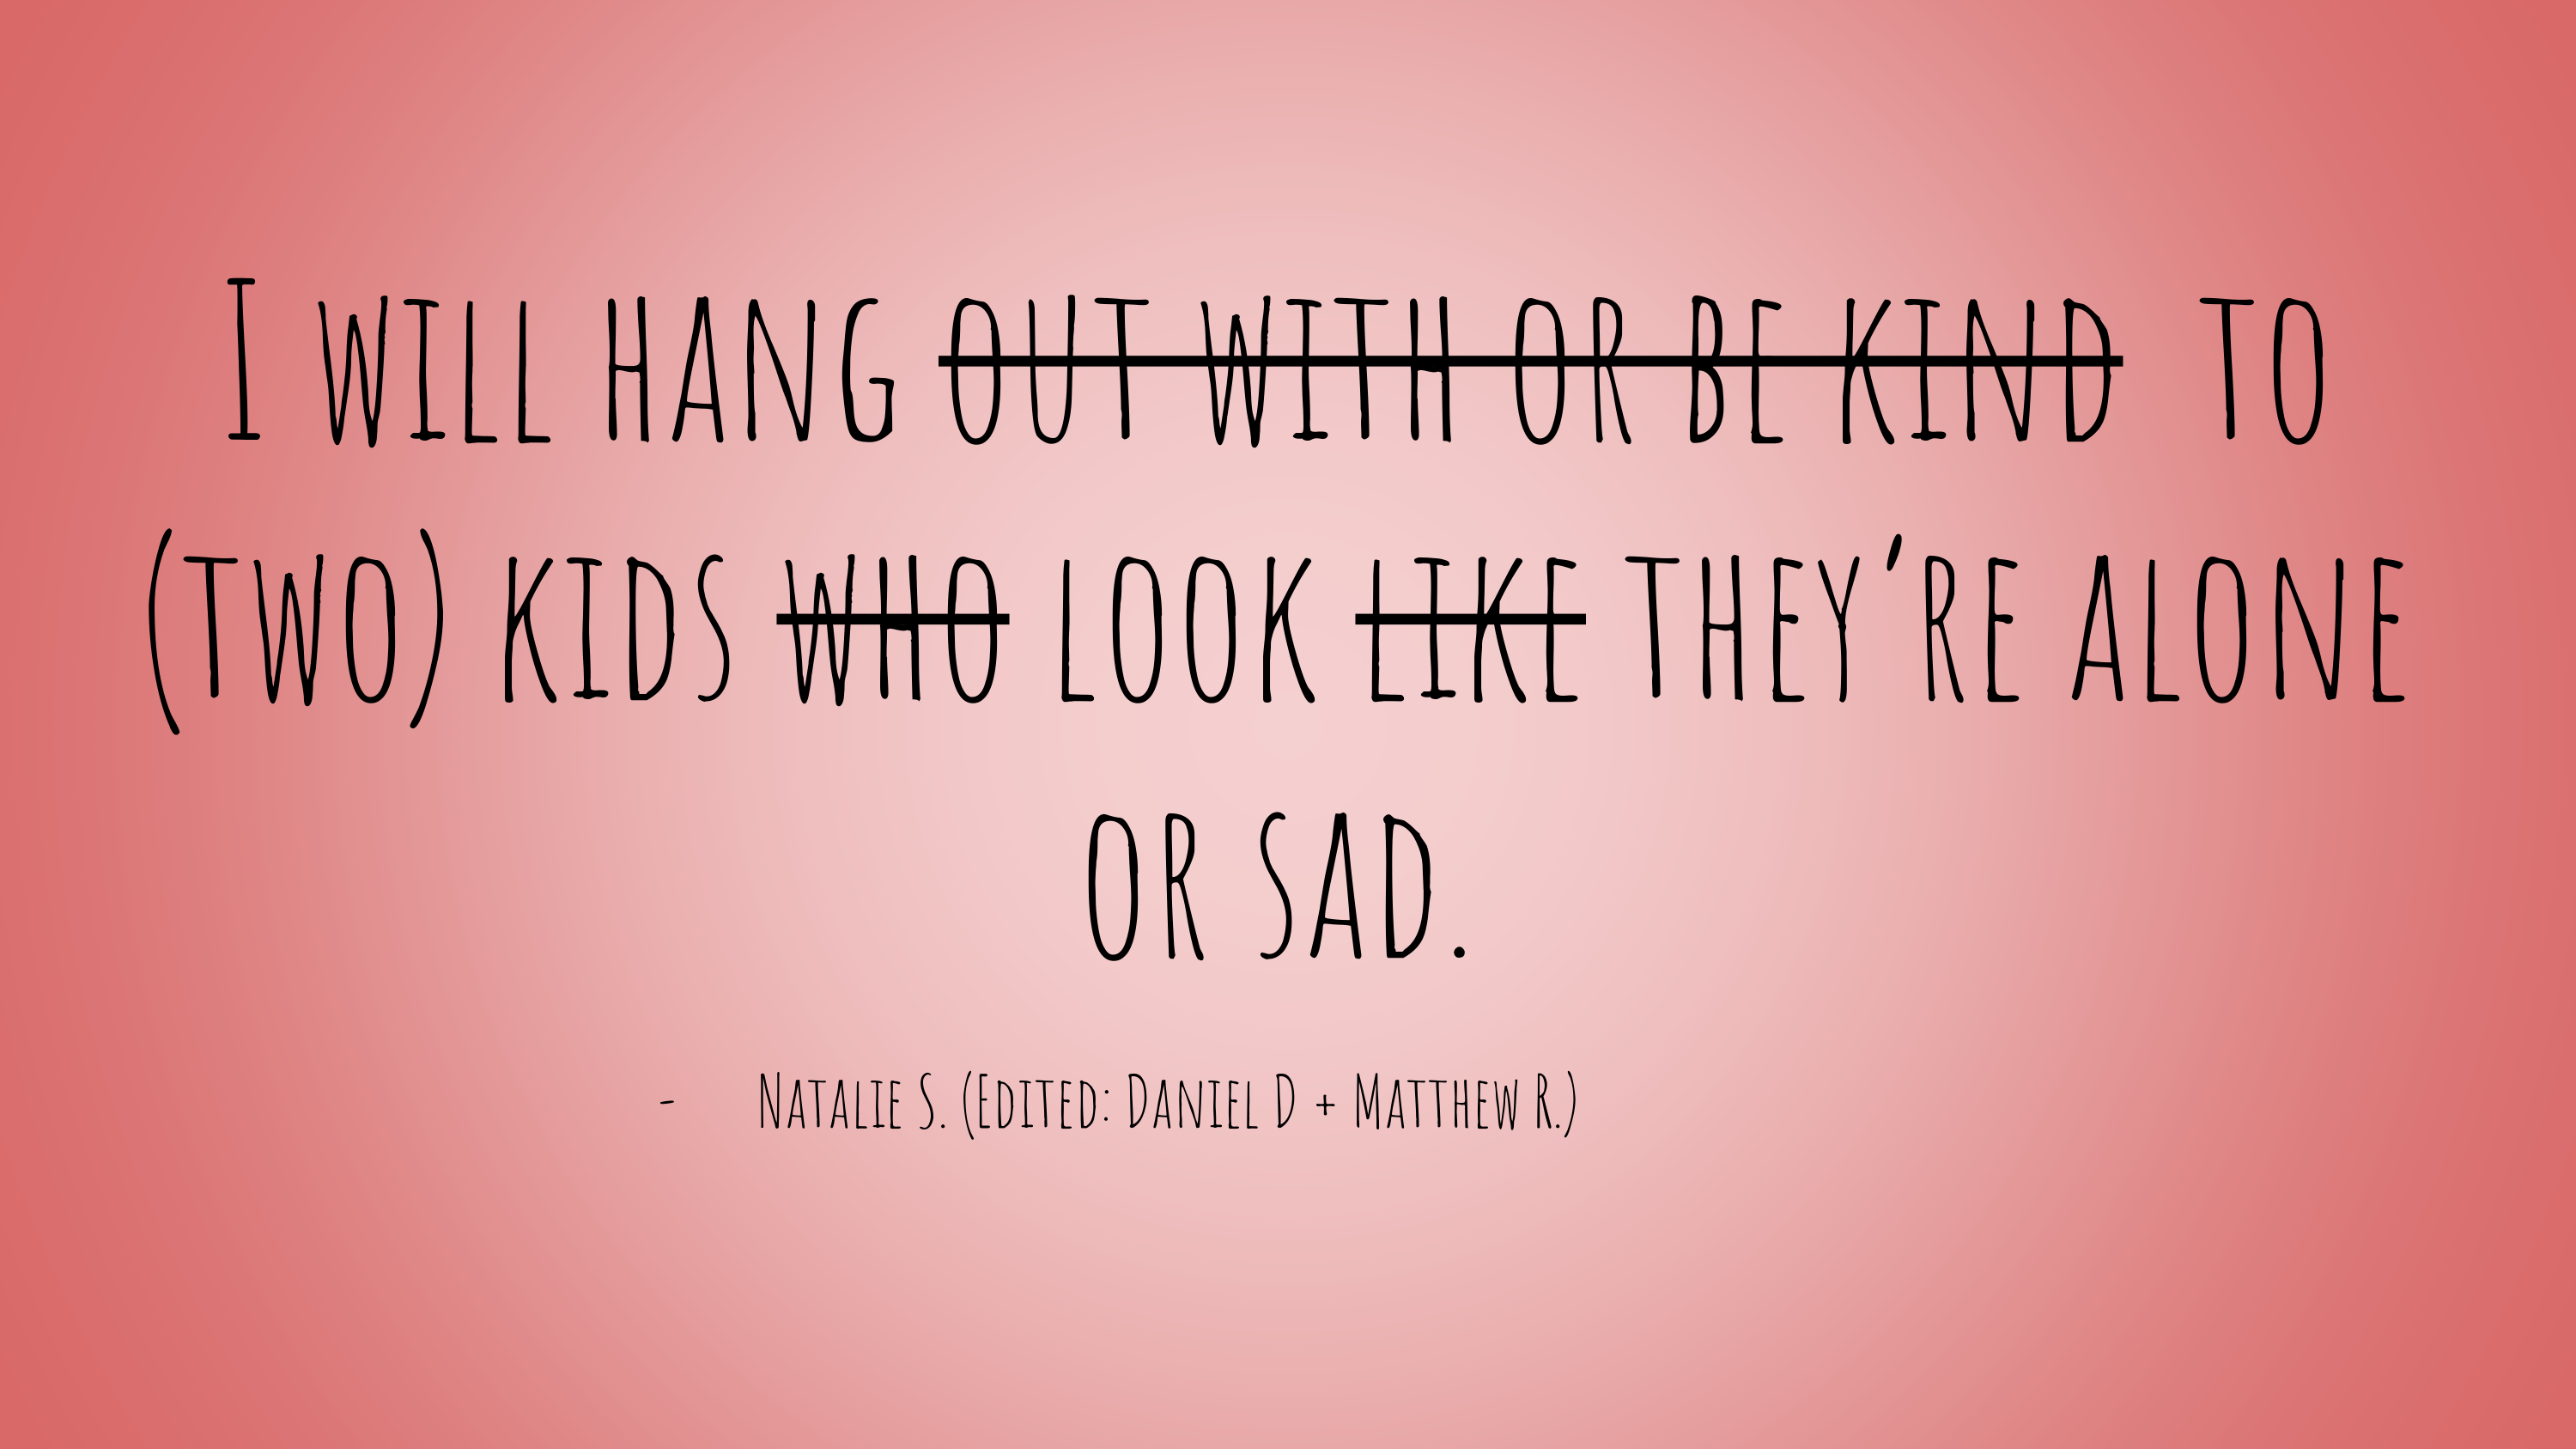 I will hang out with or be kind to
(two) kids who look like they're alone
or sad.
- Natalie S. (Edited: Daniel D + Matthew R.)